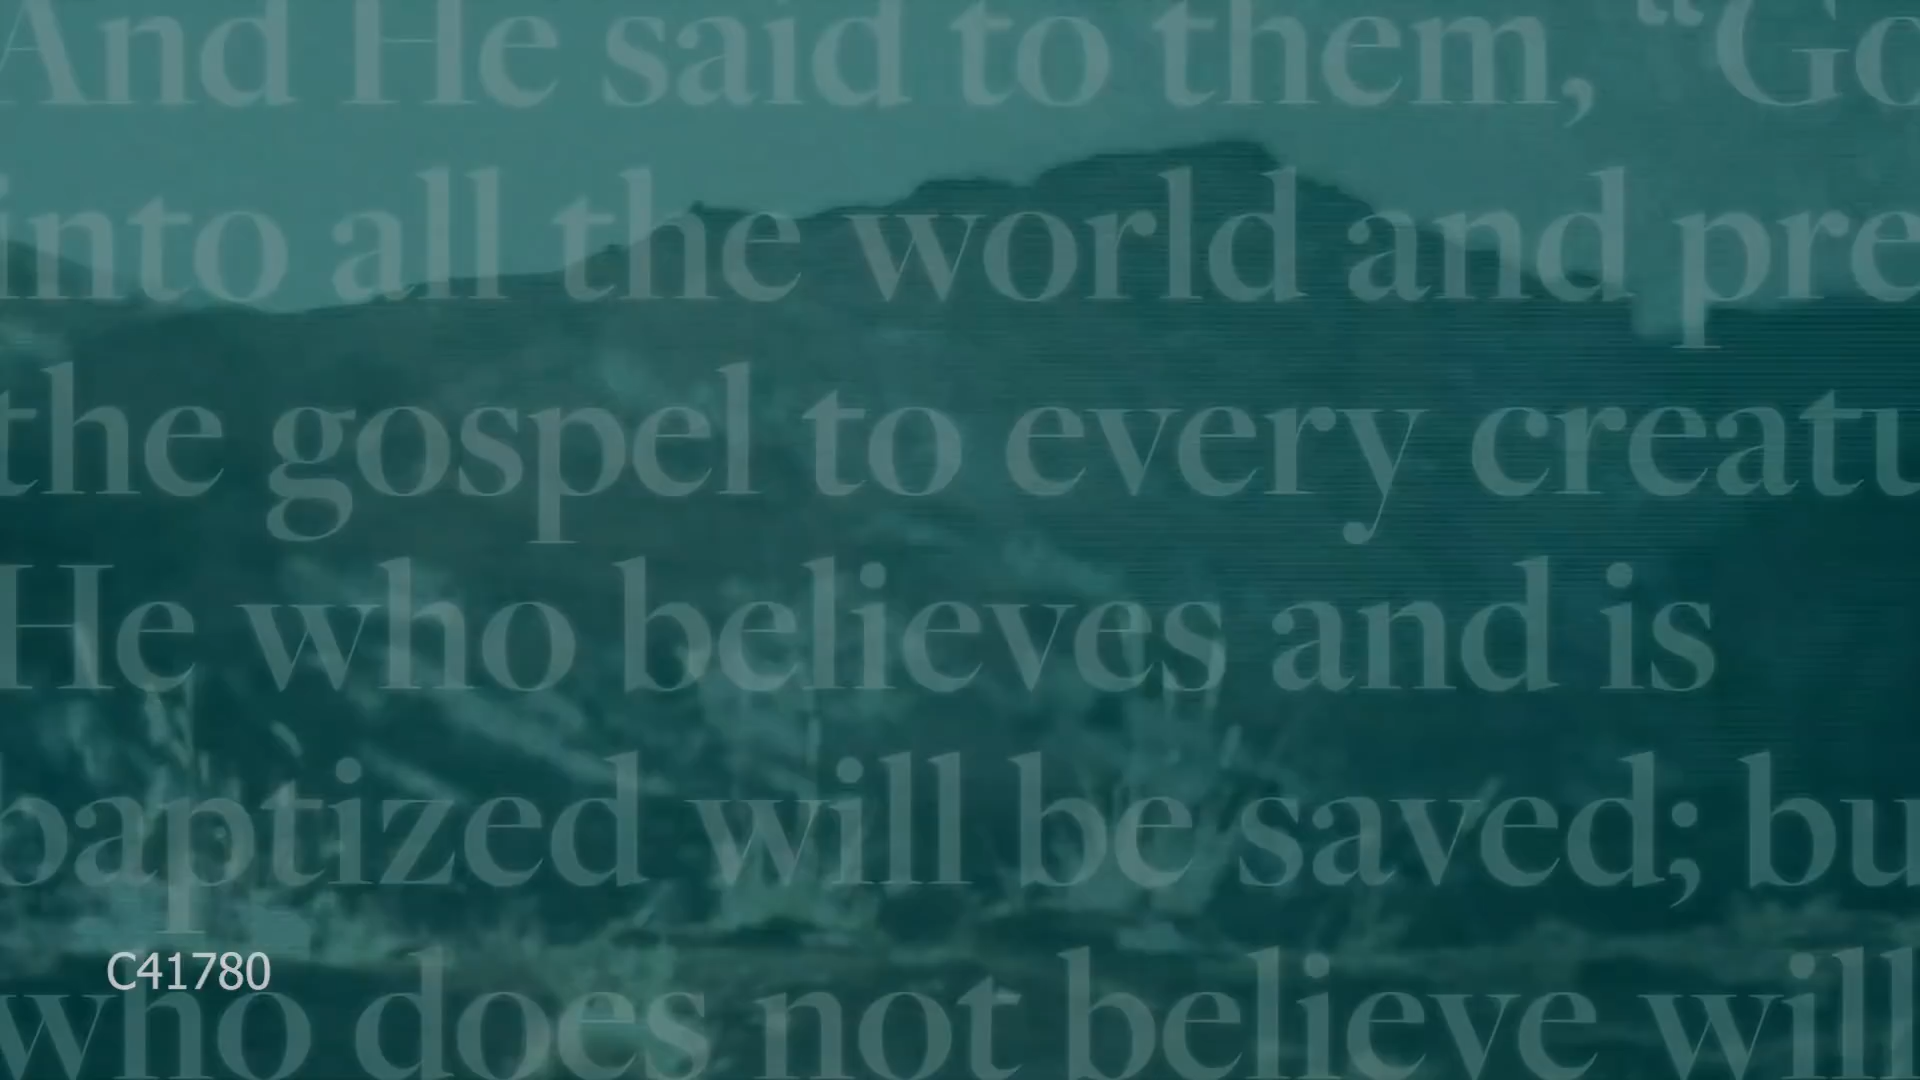 And He said to them, “Go
into all the world and pre
the gospel to every creatu
He who believes and is
baptized will be saved; bu
C41780
who does not believe will